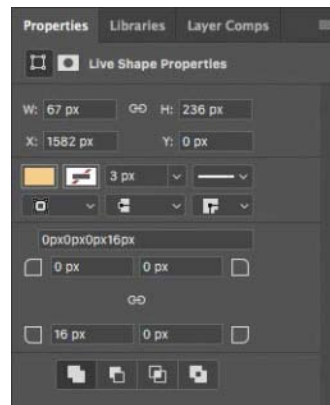 Properties Libraries Layer Comps
Live Shape Properties
W: 67 px H: 236 px
X: 1582 px Y: 0 px
3 px
0px0px0px16px
0 px 0 px
16 px 0 px